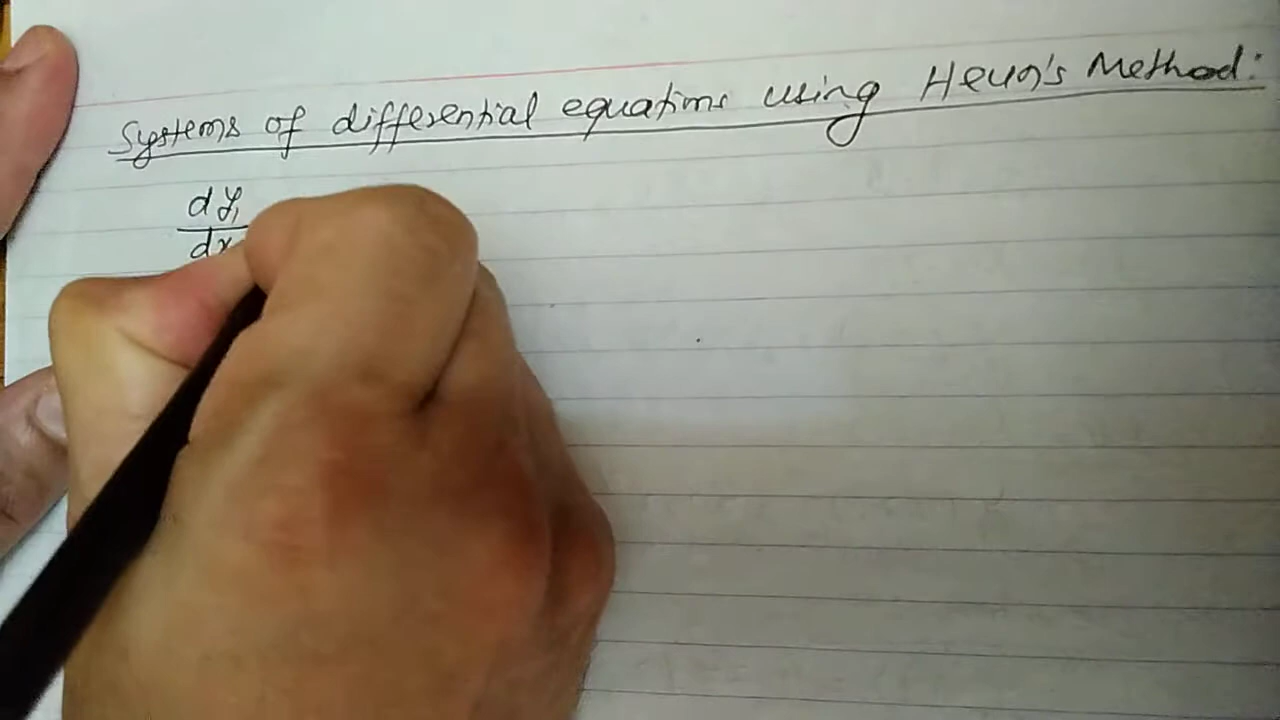 Systems of differential equations using Heun's Method:
dy₁
dx